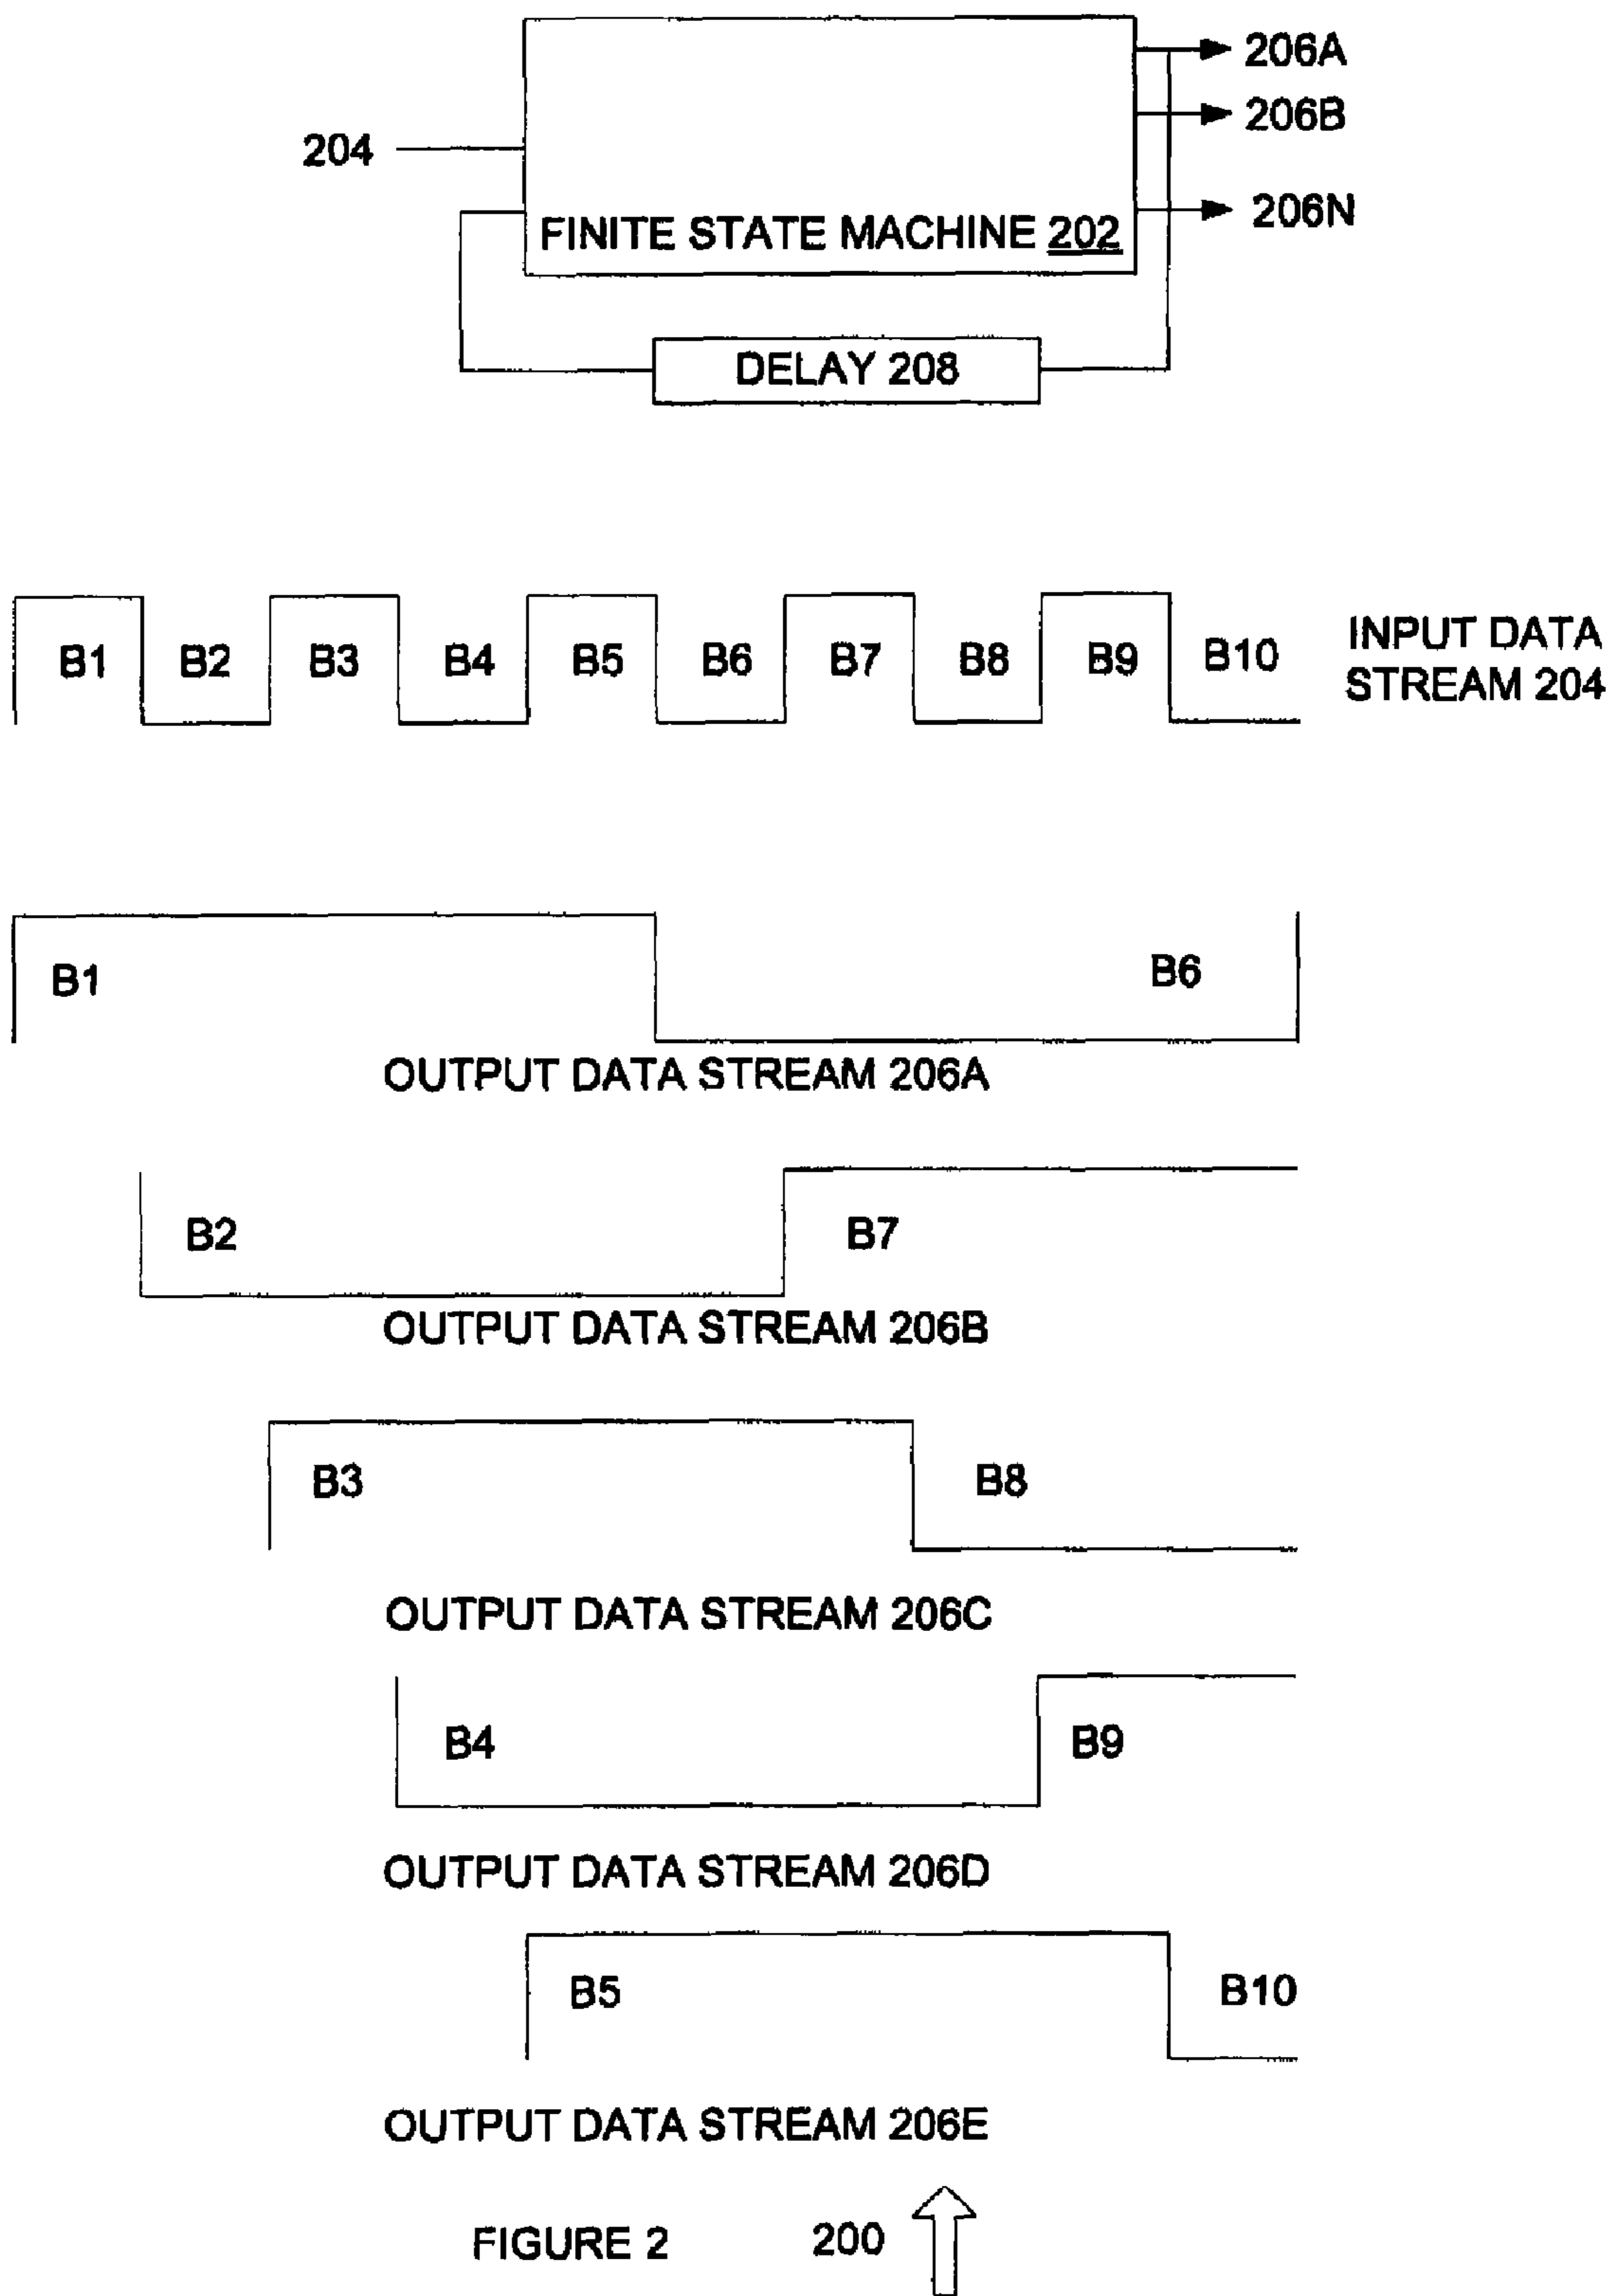 206A
206B
204
206N
FINITE STATE MACHINE 202
DELAY 208
B1 B2 B3 B4 B5 B6 B7 B8 B9 B10
INPUT DATA
STREAM 204
B1 B6
OUTPUT DATA STREAM 206A
B2 B7
OUTPUT DATA STREAM 206B
B3 B8
OUTPUT DATA STREAM 206C
B4 B9
OUTPUT DATA STREAM 206D
B5 B10
OUTPUT DATA STREAM 206E
FIGURE 2 200